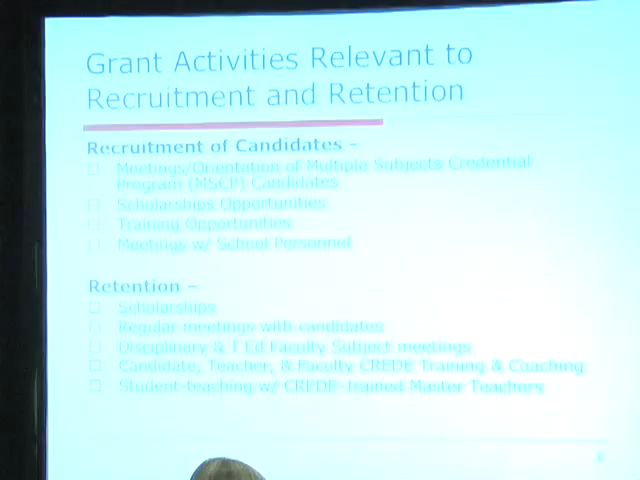 Grant Activities Relevant to
Recruitment and Retention
Recruitment of Candidates –
Meetings/Orientation of Multiple Subjects Credential
Program (MSCP) Candidates
Scholarships Opportunities
Training Opportunities
Meetings w/ School Personnel
Retention –
Scholarships
Regular meetings with candidates
Disciplinary & T Ed Faculty Subject meetings
Candidate, Teacher, & Faculty CREDE Training & Coaching
Student-teaching w/ CREDE-trained Master Teachers